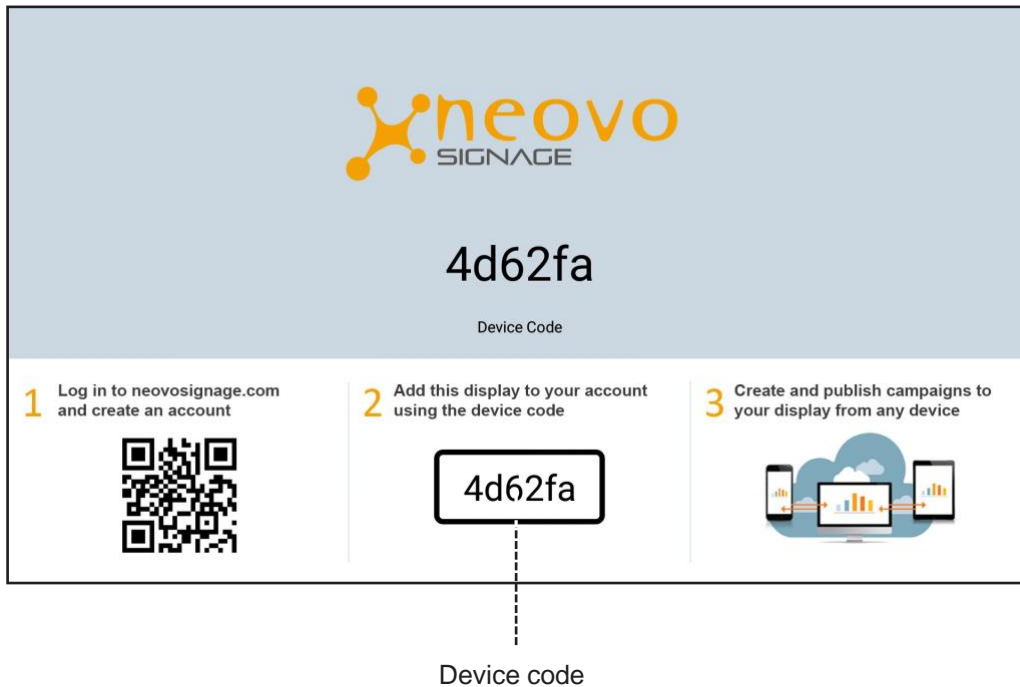 neovo
SIGNAGE
4d62fa
Device Code
1 Log in to neovosignage.com
and create an account
2 Add this display to your account
using the device code
4d62fa
3 Create and publish campaigns to
your display from any device
Device code